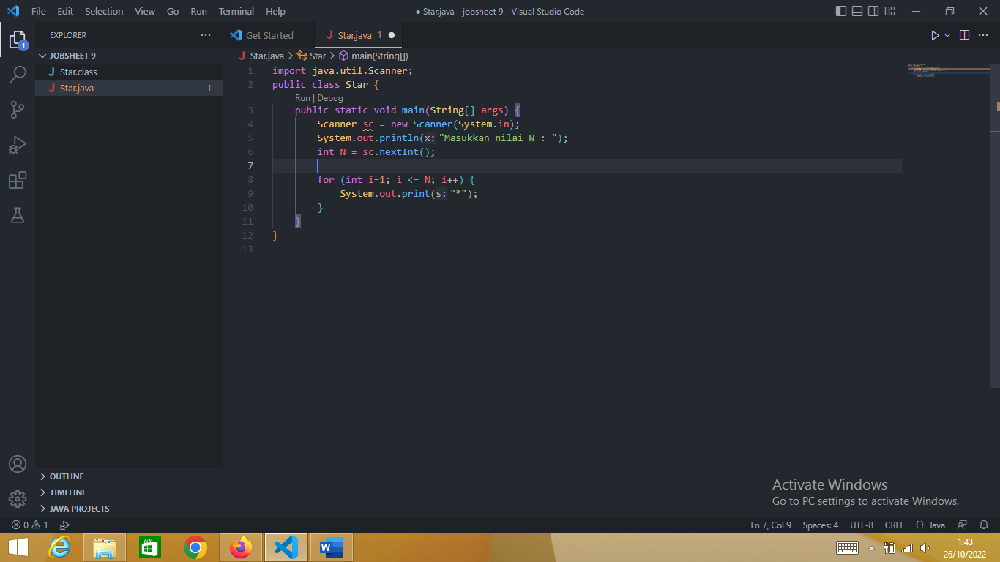 File Edit Selection View Go Run Terminal Help
● Star.java - jobsheet 9 - Visual Studio Code
EXPLORER ...
Get Started
J Star.java 1 ●
JOBSHEET 9
J Star.class
J Star.java 1
J Star.java > Star > main(String[])
1 import java.util.Scanner;
2 public class Star {
Run | Debug
3 public static void main(String[] args) {
4 Scanner sc = new Scanner(System.in);
5 System.out.println(x: "Masukkan nilai N : ");
6 int N = sc.nextInt();
7
8 for (int i=1; i <= N; i++) {
9 System.out.print(s: "*");
10 }
11 }
12 }
13
1
OUTLINE
TIMELINE
JAVA PROJECTS
Activate Windows
Go to PC settings to activate Windows.
0 1
Ln 7, Col 9 Spaces: 4 UTF-8 CRLF {} Java
W
1:43
26/10/2022